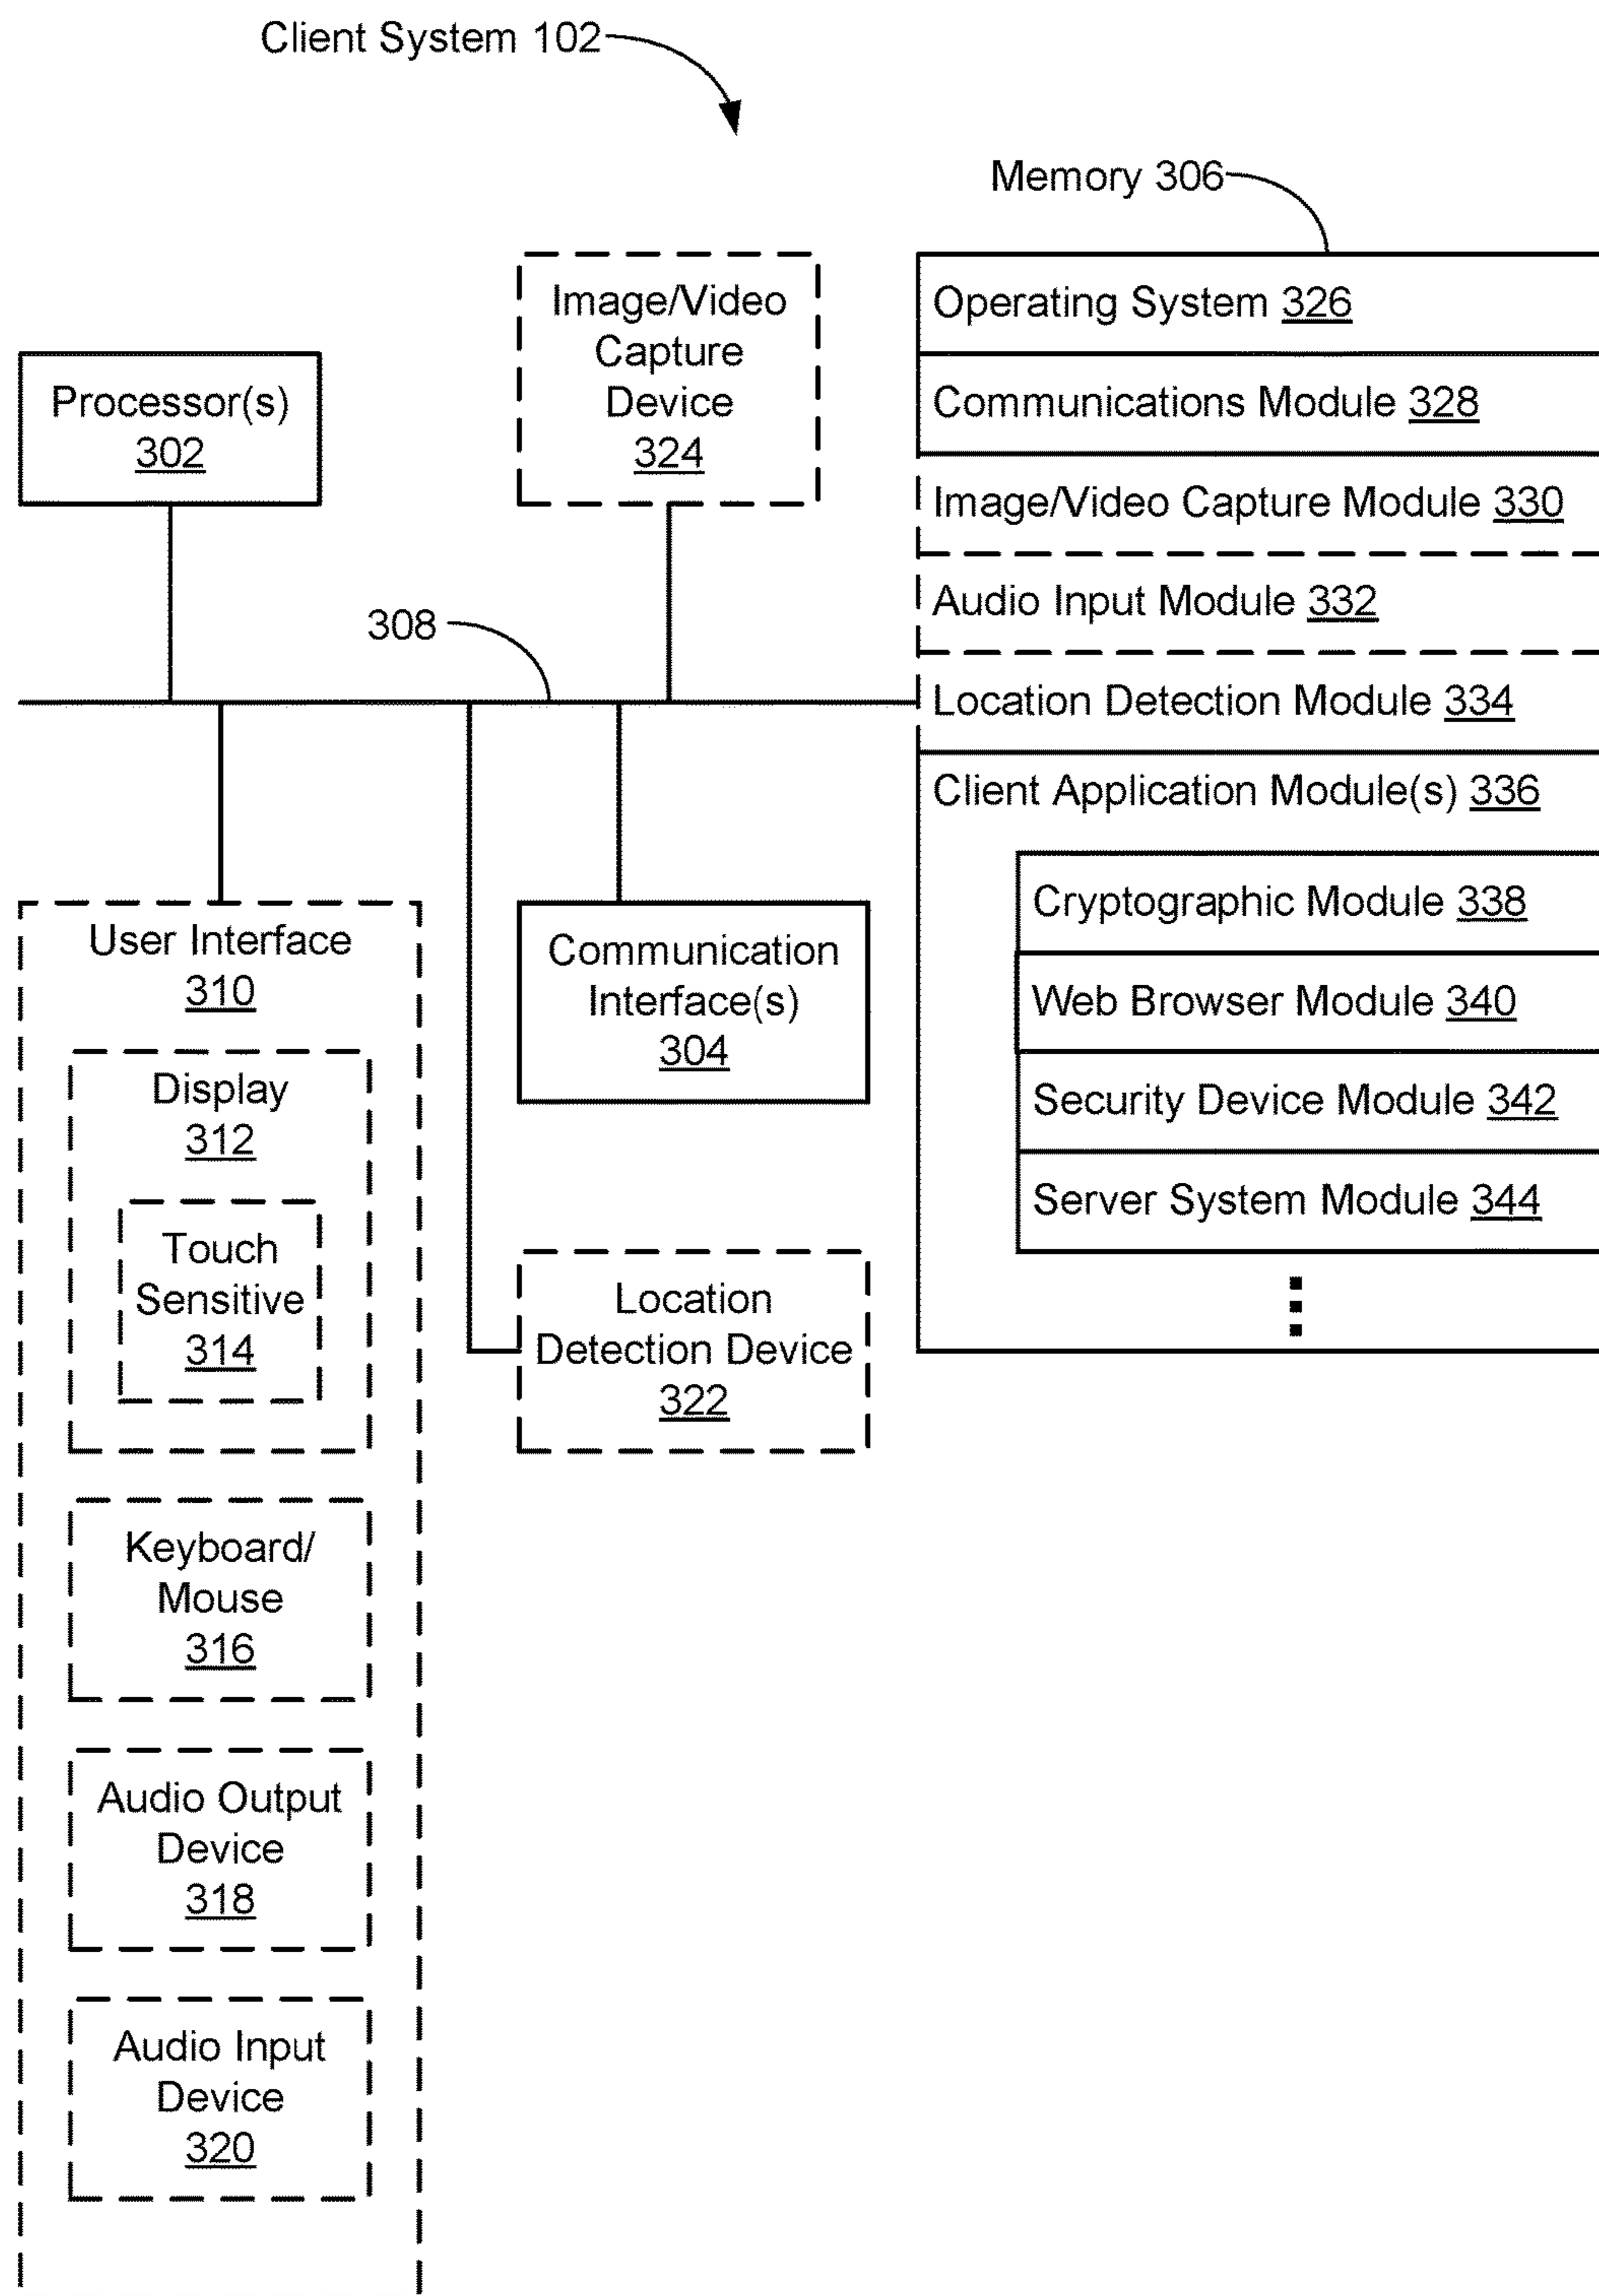 Client System 102
Memory 306
Processor(s)
302
Image/Video
Capture
Device
324
308
User Interface
310
Display
312
Touch
Sensitive
314
Keyboard/
Mouse
316
Audio Output
Device
318
Audio Input
Device
320
Communication
Interface(s)
304
Location
Detection Device
322
Operating System 326
Communications Module 328
Image/Video Capture Module 330
Audio Input Module 332
Location Detection Module 334
Client Application Module(s) 336
Cryptographic Module 338
Web Browser Module 340
Security Device Module 342
Server System Module 344